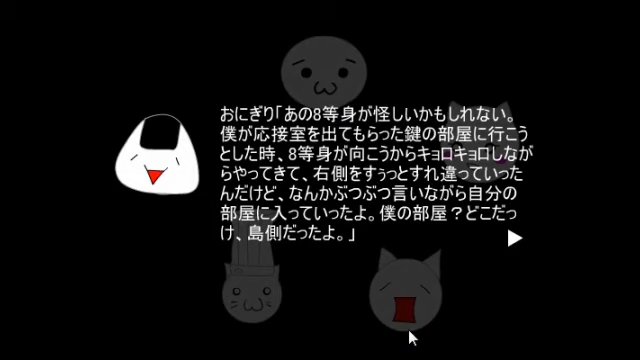 おにぎり「あの8等身が怪しいかもしれない。
僕が応接室を出てもらった鍵の部屋に行こう
とした時、8等身が向こうからキョロキョロしなが
らやってきて、右側をすぅっとすれ違っていった
んだけど、なんかぶつぶつ言いながら自分の
部屋に入っていったよ。僕の部屋？どこだっ
け、島側だったよ。」